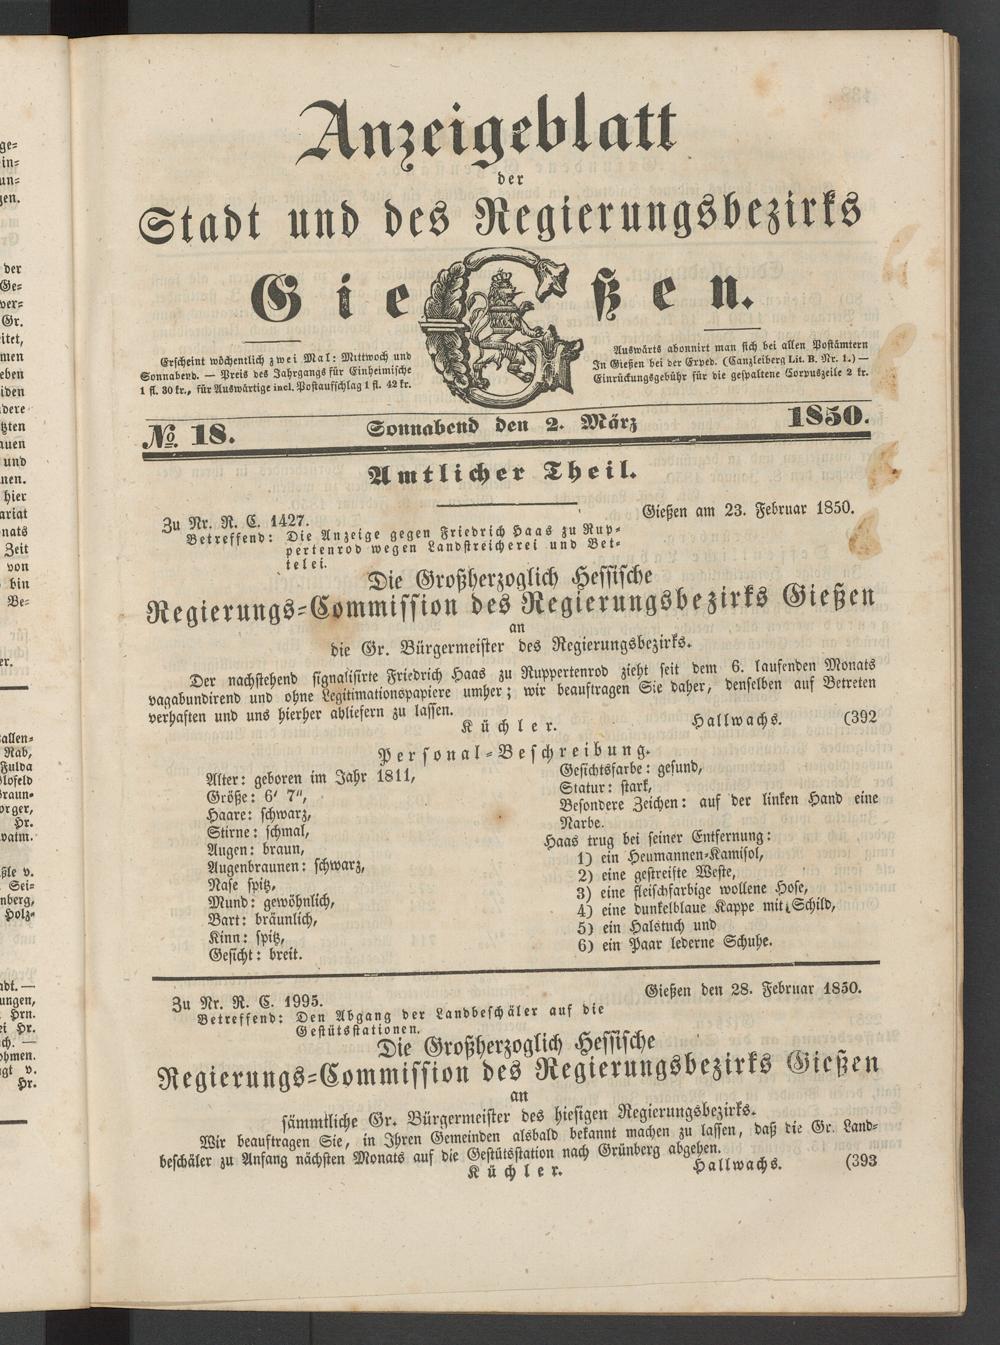 Anzeigeblatt
der
Stadt und des Regierungsbezirks
Gießen.
Erscheint wöchentlich zwei Mal: Mittwoch und
Sonnabend. — Preis des Jahrgangs für Einheimische
1 fl. 30 kr., für Auswärtige incl. Postaufschlag 1 fl. 42 kr.
Auswärts abonnirt man sich bei allen Postämtern
In Gießen bei der Exped. (Canzleiberg Lit. B. Nr. 1.) —
Einrückungsgebühr für die gespaltene Corpuszeile 2 kr.
No. 18. Sonnabend den 2. März 1850.
Amtlicher Theil.
Zu Nr. R. C. 1427. Gießen am 23. Februar 1850.
Betreffend: Die Anzeige gegen Friedrich Haas zu Rup-
pertenrod wegen Landstreicherei und Bet-
telei.
Die Großherzoglich Hessische
Regierungs-Commission des Regierungsbezirks Gießen
an
die Gr. Bürgermeister des Regierungsbezirks.
Der nachstehend signalisirte Friedrich Haas zu Ruppertenrod zieht seit dem 6. laufenden Monats
vagabundirend und ohne Legitimationspapiere umher; wir beauftragen Sie daher, denselben auf Betreten
verhaften und uns hierher abliefern zu lassen.
Küchler. Hallwachs. (392
Personal-Beschreibung.
Alter: geboren im Jahr 1811,
Größe: 6' 7",
Haare: schwarz,
Stirne: schmal,
Augen: braun,
Augenbraunen: schwarz,
Nase spitz,
Mund: gewöhnlich,
Bart: bräunlich,
Kinn: spitz,
Gesicht: breit.
Gesichtsfarbe: gesund,
Statur: stark,
Besondere Zeichen: auf der linken Hand eine
Narbe.
Haas trug bei seiner Entfernung:
1) ein Heumannen-Kamisol,
2) eine gestreifte Weste,
3) eine fleischfarbige wollene Hose,
4) eine dunkelblaue Kappe mit Schild,
5) ein Halstuch und
6) ein Paar lederne Schuhe.
Zu Nr. R. C. 1995. Gießen den 28. Februar 1850.
Betreffend: Den Abgang der Landbeschäler auf die
Gestütsstationen.
Die Großherzoglich Hessische
Regierungs-Commission des Regierungsbezirks Gießen
an
sämmtliche Gr. Bürgermeister des hiesigen Regierungsbezirks.
Wir beauftragen Sie, in Ihren Gemeinden alsbald bekannt machen zu lassen, daß die Gr. Land-
beschäler zu Anfang nächsten Monats auf die Gestütsstation nach Grünberg abgehen.
Küchler. Hallwachs. (393